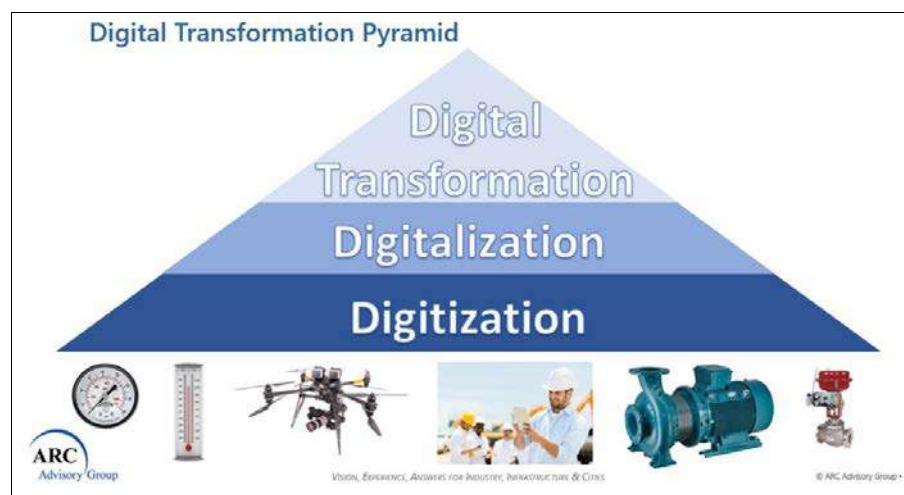 Digital Transformation Pyramid
Digital
Transformation
Digitalization
Digitization
ARC
Advisory Group
VISION, EXPERIENCE, ANSWERS FOR INDUSTRY, INFRASTRUCTURE & CITIES
© ARC Advisory Group •